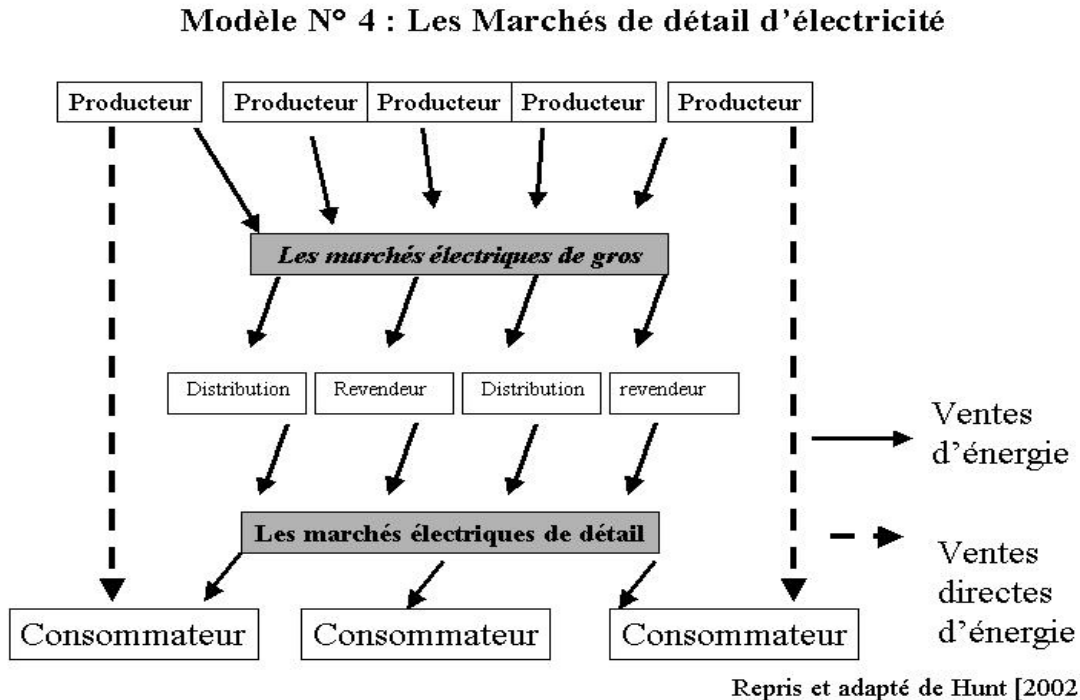 Modèle N° 4 : Les Marchés de détail d’électricité
Producteur Producteur Producteur Producteur Producteur
Les marchés électriques de gros
Distribution Revendeur Distribution revendeur
Ventes
d’énergie
Les marchés électriques de détail
Ventes
directes
d’énergie
Consommateur Consommateur Consommateur
Repris et adapté de Hunt [2002